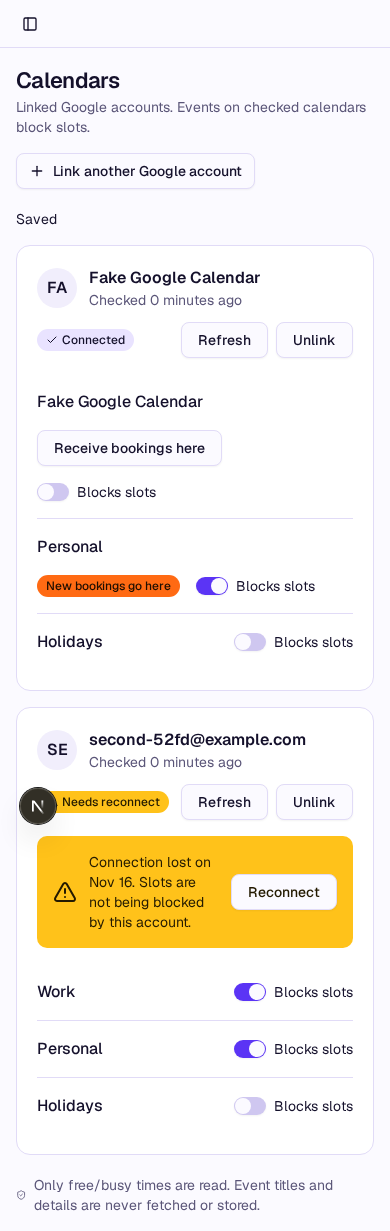 Calendars
Linked Google accounts. Events on checked calendars
block slots.
Link another Google account
Saved
FA
Fake Google Calendar
Checked 0 minutes ago
Connected
Refresh
Unlink
Fake Google Calendar
Receive bookings here
Blocks slots
Personal
New bookings go here
Blocks slots
Holidays
Blocks slots
SE
second-52fd@example.com
Checked 0 minutes ago
N
Needs reconnect
Refresh
Unlink
Connection lost on
Nov 16. Slots are
not being blocked
by this account.
Reconnect
Work
Blocks slots
Personal
Blocks slots
Holidays
Blocks slots
Only free/busy times are read. Event titles and
details are never fetched or stored.